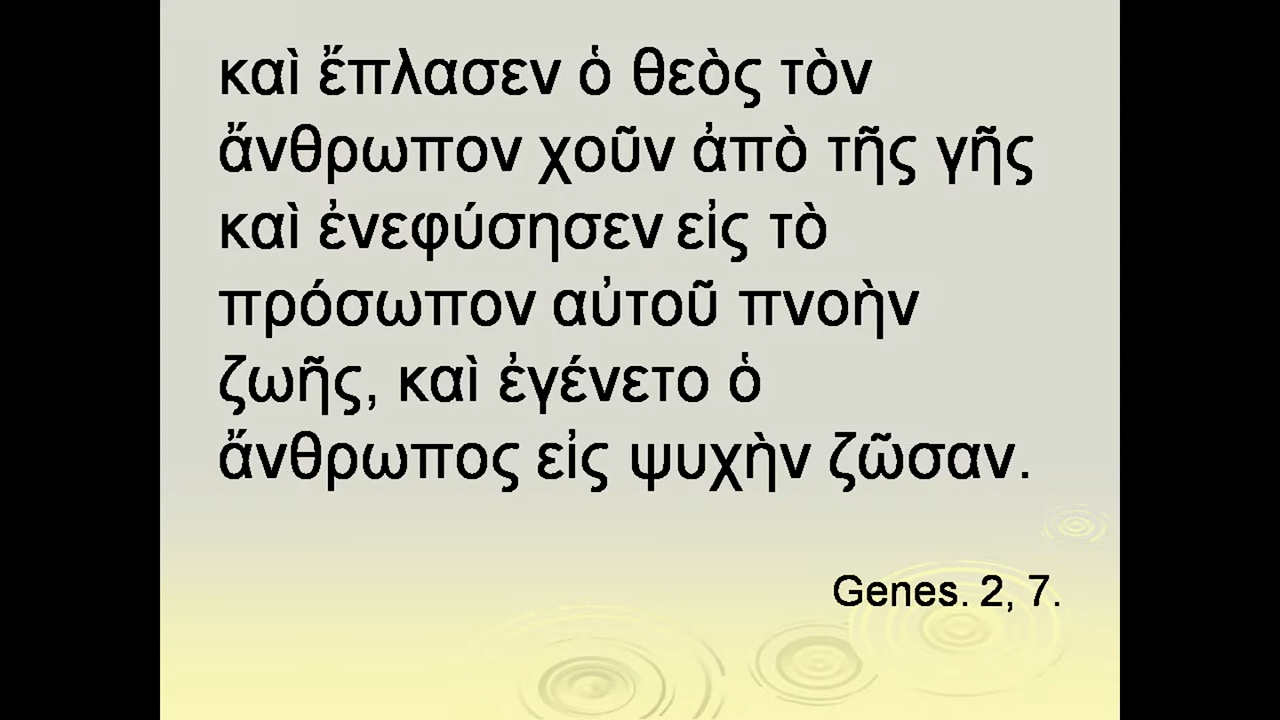 καὶ ἔπλασεν ὁ θεὸς τὸν
ἄνθρωπον χοῦν ἀπὸ τῆς γῆς
καὶ ἐνεφύσησεν εἰς τὸ
πρόσωπον αὐτοῦ πνοὴν
ζωῆς, καὶ ἐγένετο ὁ
ἄνθρωπος εἰς ψυχὴν ζῶσαν.
Genes. 2, 7.